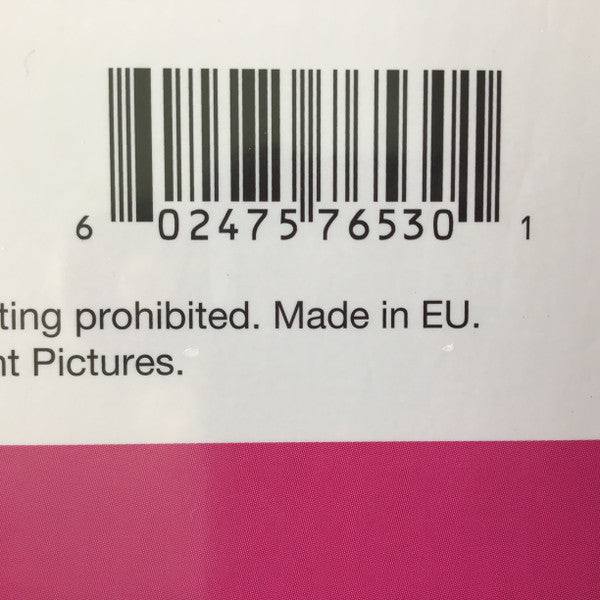 6 02475 76530 1
ting prohibited. Made in EU.
nt Pictures.